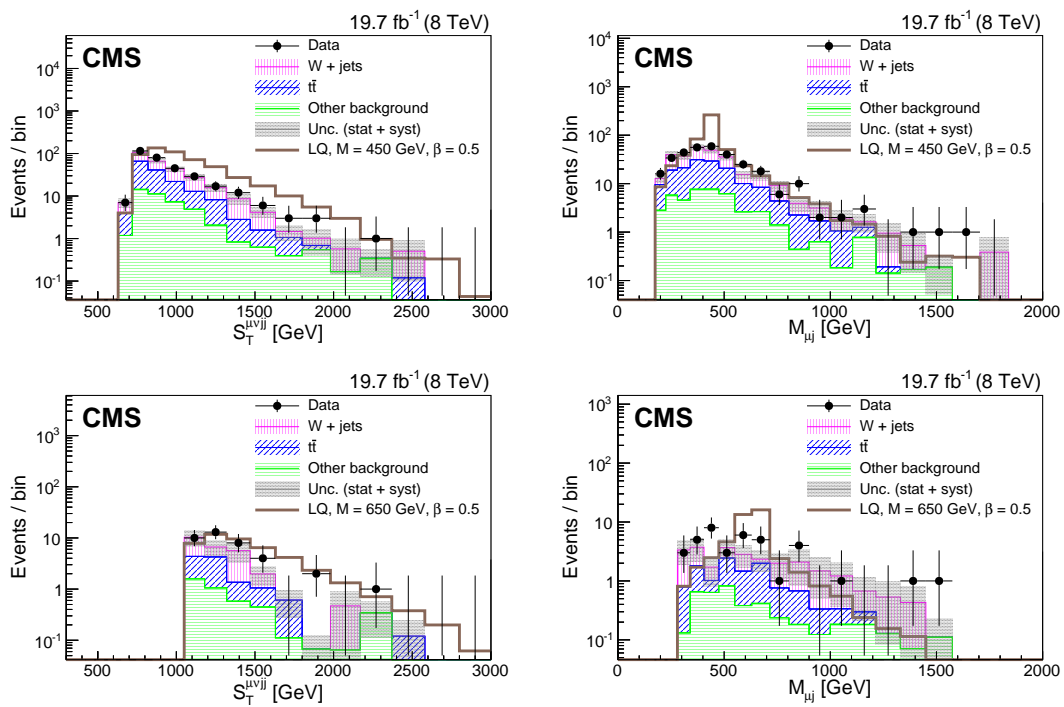 19.7 fb⁻¹ (8 TeV)
CMS
Data
W + jets
tt̄
Other background
Unc. (stat + syst)
LQ, M = 450 GeV, β = 0.5
Events / bin
10⁴
10³
10²
10
1
10⁻¹
500 1000 1500 2000 2500 3000
S_T^μνjj [GeV]
19.7 fb⁻¹ (8 TeV)
CMS
Data
W + jets
tt̄
Other background
Unc. (stat + syst)
LQ, M = 450 GeV, β = 0.5
Events / bin
10⁴
10³
10²
10
1
10⁻¹
0 500 1000 1500 2000
M_μj [GeV]
19.7 fb⁻¹ (8 TeV)
CMS
Data
W + jets
tt̄
Other background
Unc. (stat + syst)
LQ, M = 650 GeV, β = 0.5
Events / bin
10³
10²
10
1
10⁻¹
500 1000 1500 2000 2500 3000
S_T^μνjj [GeV]
19.7 fb⁻¹ (8 TeV)
CMS
Data
W + jets
tt̄
Other background
Unc. (stat + syst)
LQ, M = 650 GeV, β = 0.5
Events / bin
10³
10²
10
1
10⁻¹
0 500 1000 1500 2000
M_μj [GeV]